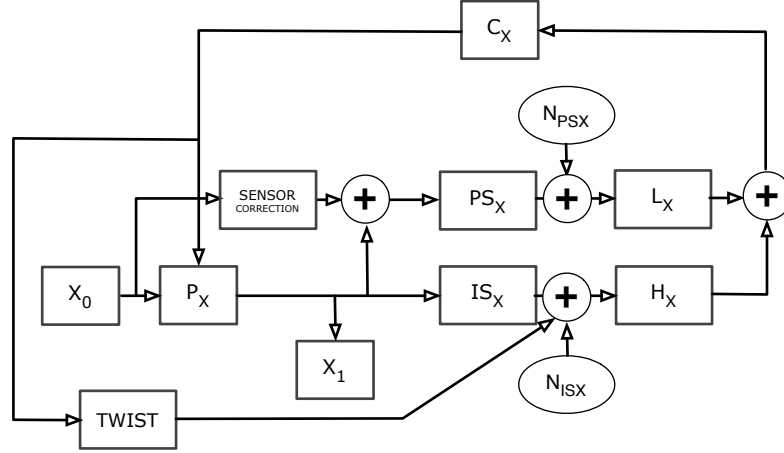 C_X
N_PSX
SENSOR
CORRECTION
+
PS_X
+
L_X
+
X_0
P_X
IS_X
+
H_X
X_1
N_ISX
TWIST